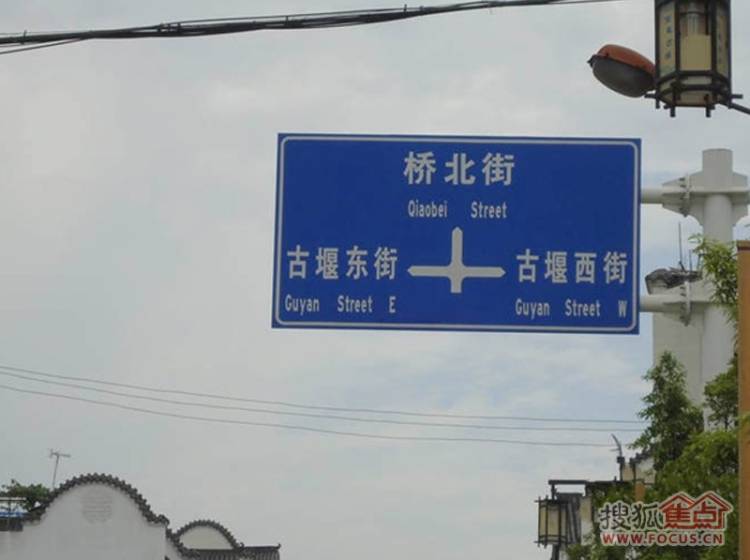 桥北街
Qiaobei Street
古堰东街
古堰西街
Guyan Street E
Guyan Street W
搜狐焦点
WWW.FOCUS.CN